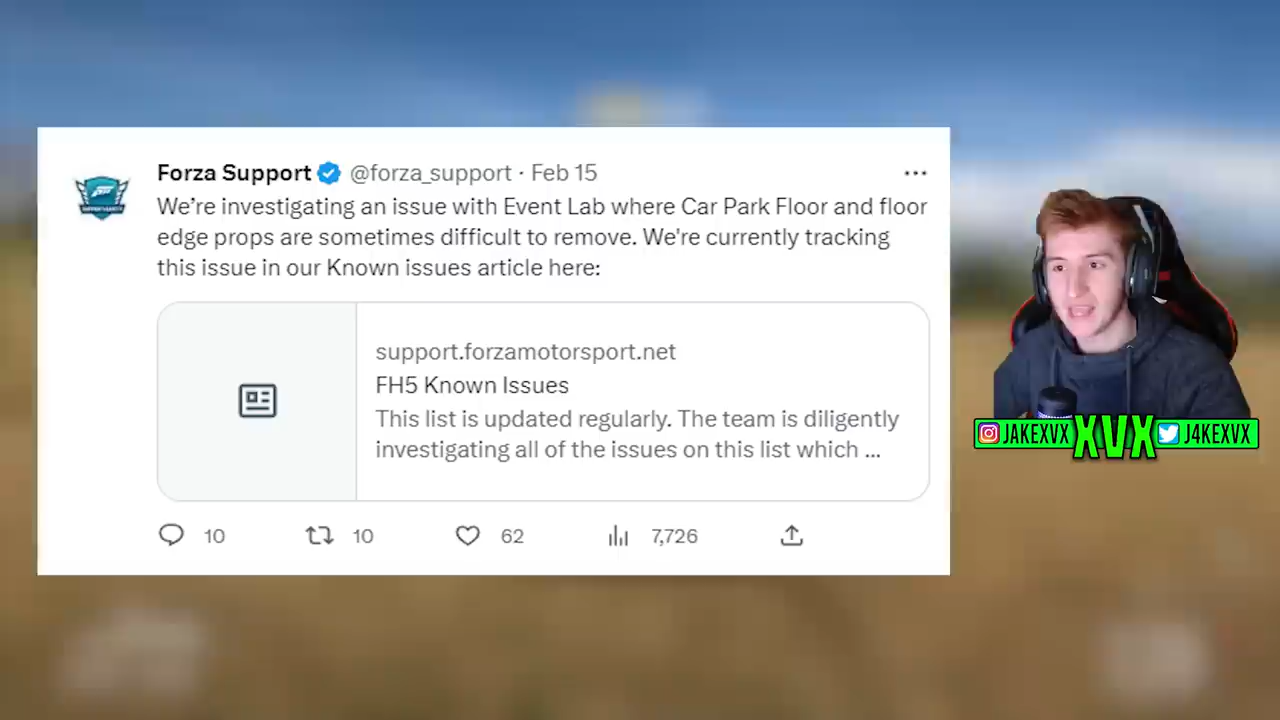 Forza Support @forza_support · Feb 15
We’re investigating an issue with Event Lab where Car Park Floor and floor
edge props are sometimes difficult to remove. We're currently tracking
this issue in our Known issues article here:
support.forzamotorsport.net
FH5 Known Issues
This list is updated regularly. The team is diligently
investigating all of the issues on this list which ...
10 10 62 7,726
JAKEXVX XVX J4KEXVX